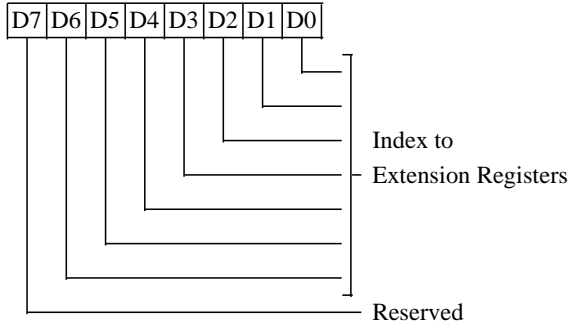 D7 D6 D5 D4 D3 D2 D1 D0
Index to
Extension Registers
Reserved